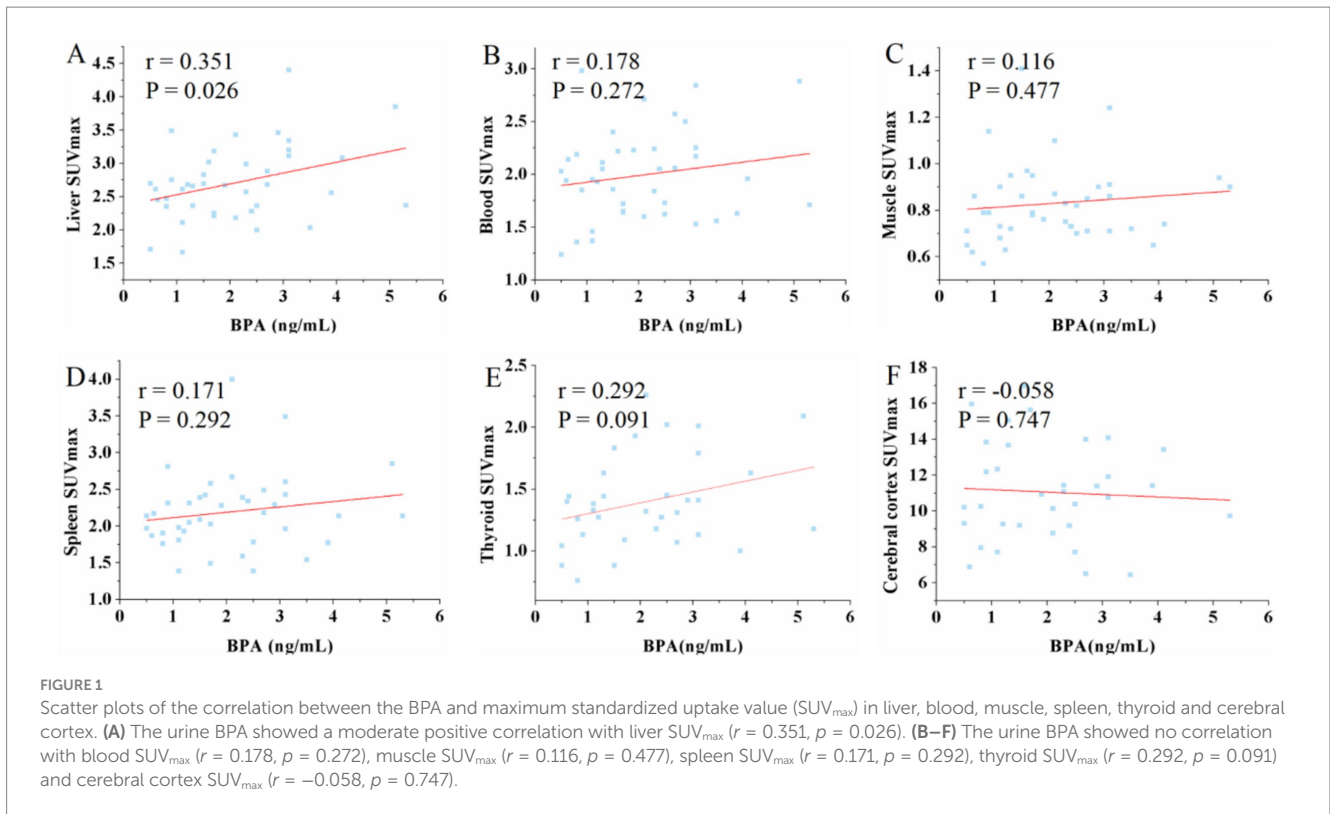 A
r = 0.351
P = 0.026
4.5
4.0
3.5
3.0
2.5
2.0
1.5
Liver SUVmax
0 1 2 3 4 5 6
BPA (ng/mL)
B
r = 0.178
P = 0.272
3.0
2.5
2.0
1.5
1.0
Blood SUVmax
0 1 2 3 4 5 6
BPA (ng/mL)
C
r = 0.116
P = 0.477
1.4
1.2
1.0
0.8
0.6
Muscle SUVmax
0 1 2 3 4 5 6
BPA(ng/mL)
D
r = 0.171
P = 0.292
4.0
3.5
3.0
2.5
2.0
1.5
1.0
Spleen SUVmax
0 1 2 3 4 5 6
BPA (ng/mL)
E
r = 0.292
P = 0.091
2.5
2.0
1.5
1.0
Thyroid SUVmax
0 1 2 3 4 5 6
BPA(ng/mL)
F
r = -0.058
P = 0.747
18
16
14
12
10
8
6
Cerebral cortex SUVmax
0 1 2 3 4 5 6
BPA(ng/mL)
FIGURE 1
Scatter plots of the correlation between the BPA and maximum standardized uptake value (SUVmax) in liver, blood, muscle, spleen, thyroid and cerebral
cortex. (A) The urine BPA showed a moderate positive correlation with liver SUVmax (r = 0.351, p = 0.026). (B–F) The urine BPA showed no correlation
with blood SUVmax (r = 0.178, p = 0.272), muscle SUVmax (r = 0.116, p = 0.477), spleen SUVmax (r = 0.171, p = 0.292), thyroid SUVmax (r = 0.292, p = 0.091)
and cerebral cortex SUVmax (r = −0.058, p = 0.747).